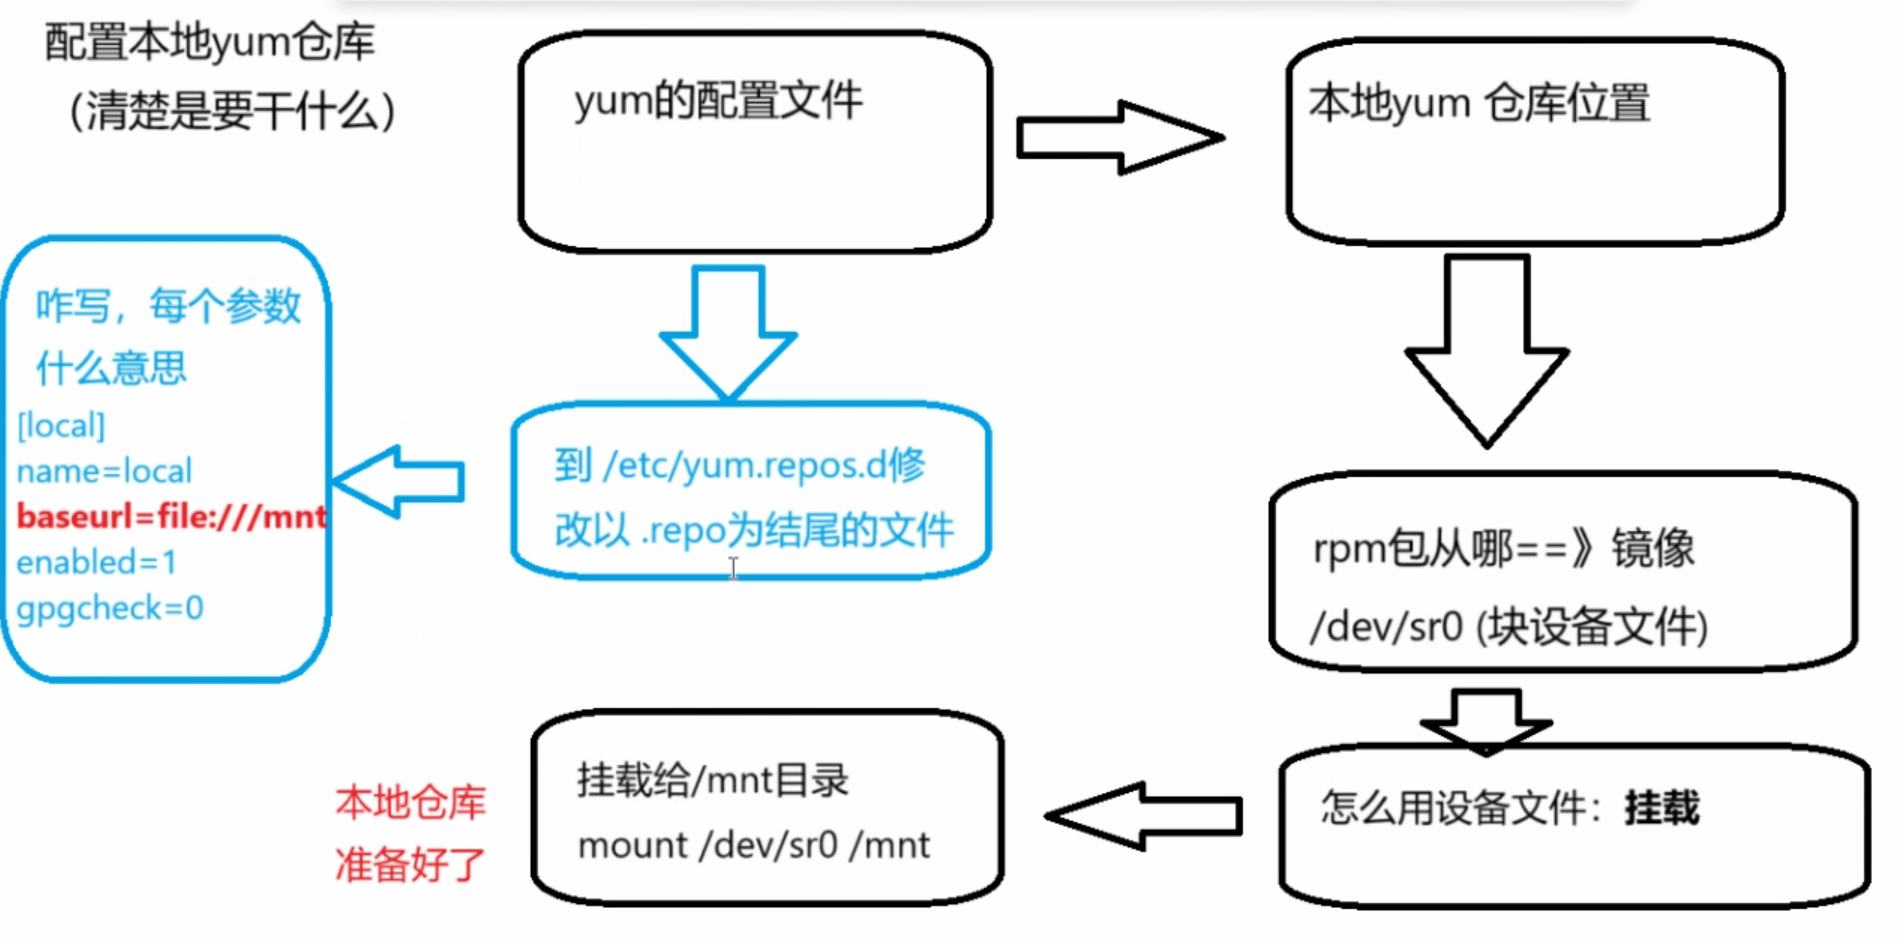 配置本地yum仓库
（清楚是要干什么）
yum的配置文件
本地yum 仓库位置
咋写，每个参数
什么意思
[local]
name=local
baseurl=file:///mnt
enabled=1
gpgcheck=0
到 /etc/yum.repos.d修
改以 .repo为结尾的文件
rpm包从哪==》镜像
/dev/sr0 (块设备文件)
怎么用设备文件：挂载
挂载给/mnt目录
mount /dev/sr0 /mnt
本地仓库
准备好了